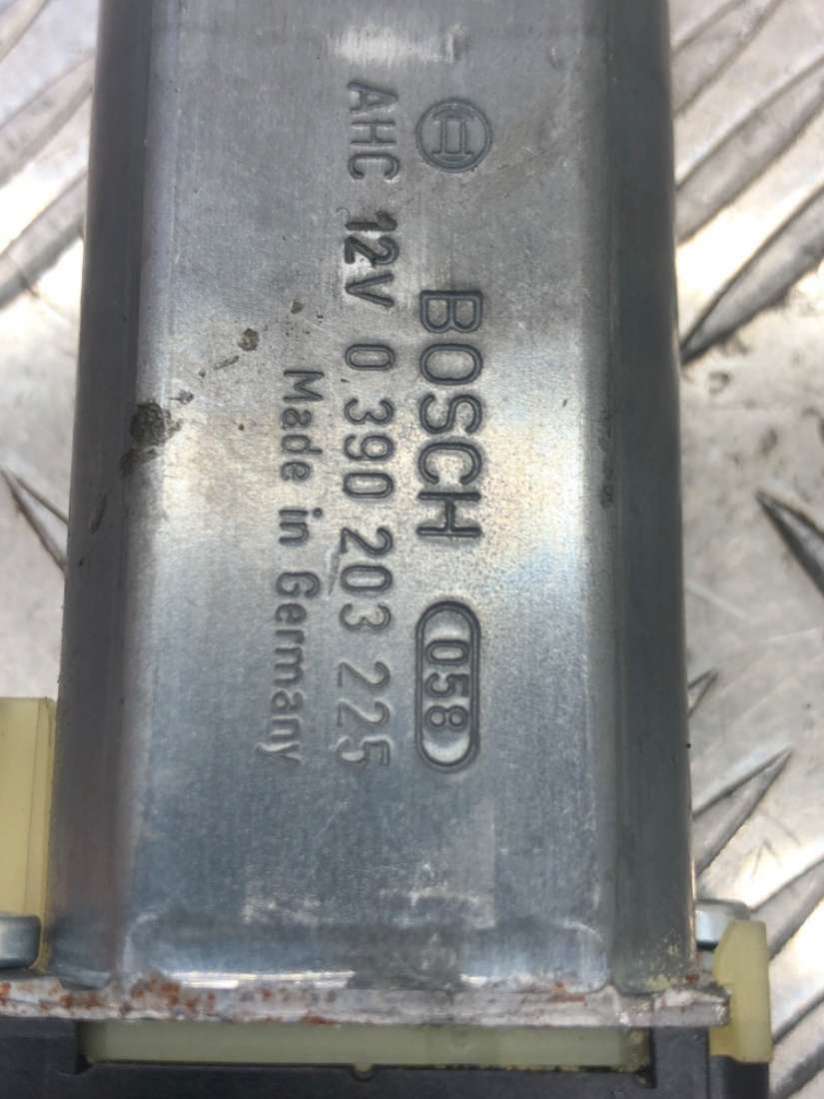 BOSCH 058
AHC 12V 0 390 203 225
Made in Germany